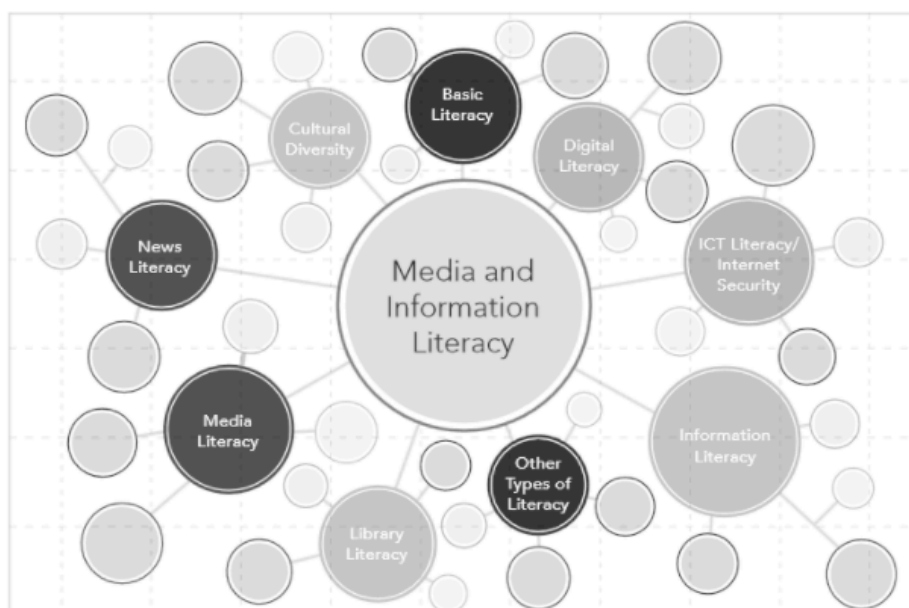 Basic
Literacy
Cultural
Diversity
Digital
Literacy
News
Literacy
ICT Literacy/
Internet
Security
Media and
Information
Literacy
Media
Literacy
Information
Literacy
Other
Types of
Literacy
Library
Literacy